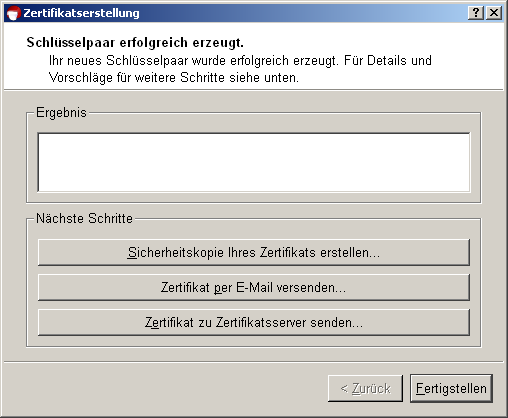 Zertifikatserstellung
Schlüsselpaar erfolgreich erzeugt.
Ihr neues Schlüsselpaar wurde erfolgreich erzeugt. Für Details und
Vorschläge für weitere Schritte siehe unten.
Ergebnis
Nächste Schritte
Sicherheitskopie Ihres Zertifikats erstellen...
Zertifikat per E-Mail versenden...
Zertifikat zu Zertifikatsserver senden...
< Zurück
Fertigstellen